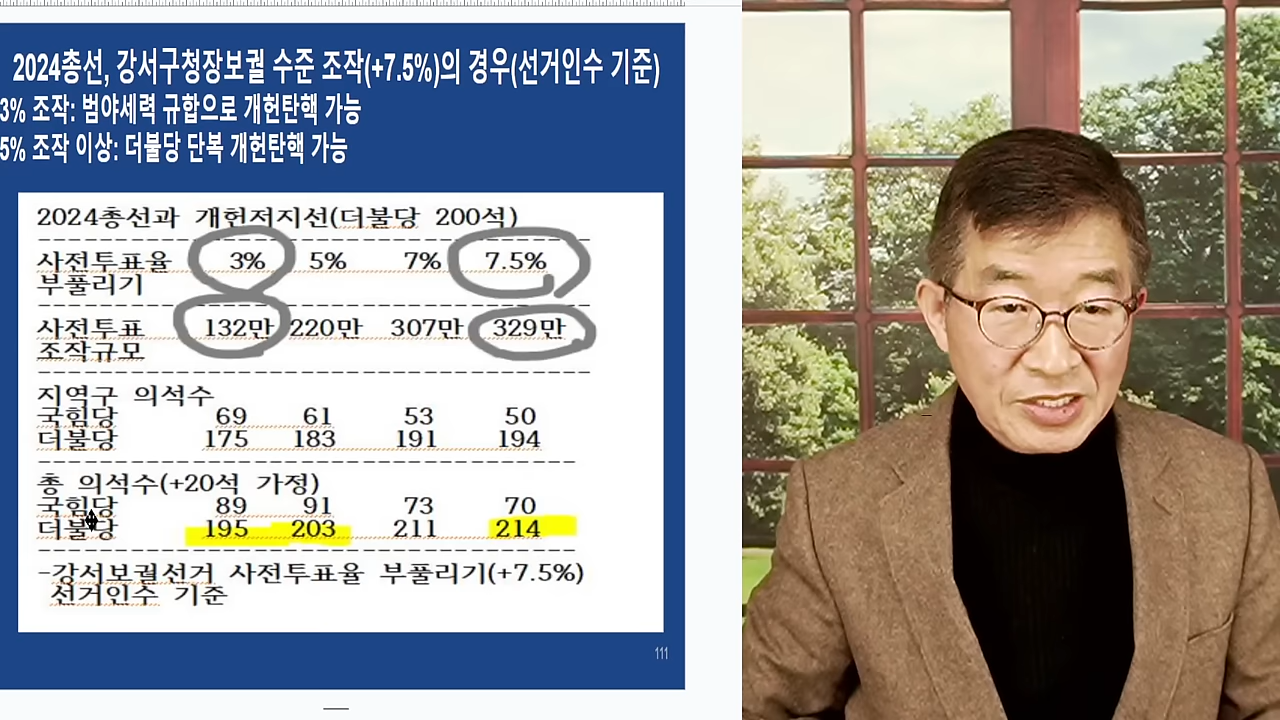 2024총선, 강서구청장보궐 수준 조작(+7.5%)의 경우(선거인수 기준)
3% 조작: 범야세력 규합으로 개헌탄핵 가능
5% 조작 이상: 더불당 단복 개헌탄핵 가능
2024총선과 개헌저지선(더불당 200석)
사전투표율 3% 5% 7% 7.5%
부풀리기
사전투표 132만 220만 307만 329만
조작규모
지역구 의석수
국힘당 69 61 53 50
더불당 175 183 191 194
총 의석수(+20석 가정)
국힘당 89 91 73 70
더불당 195 203 211 214
-강서보궐선거 사전투표율 부풀리기(+7.5%)
선거인수 기준
111